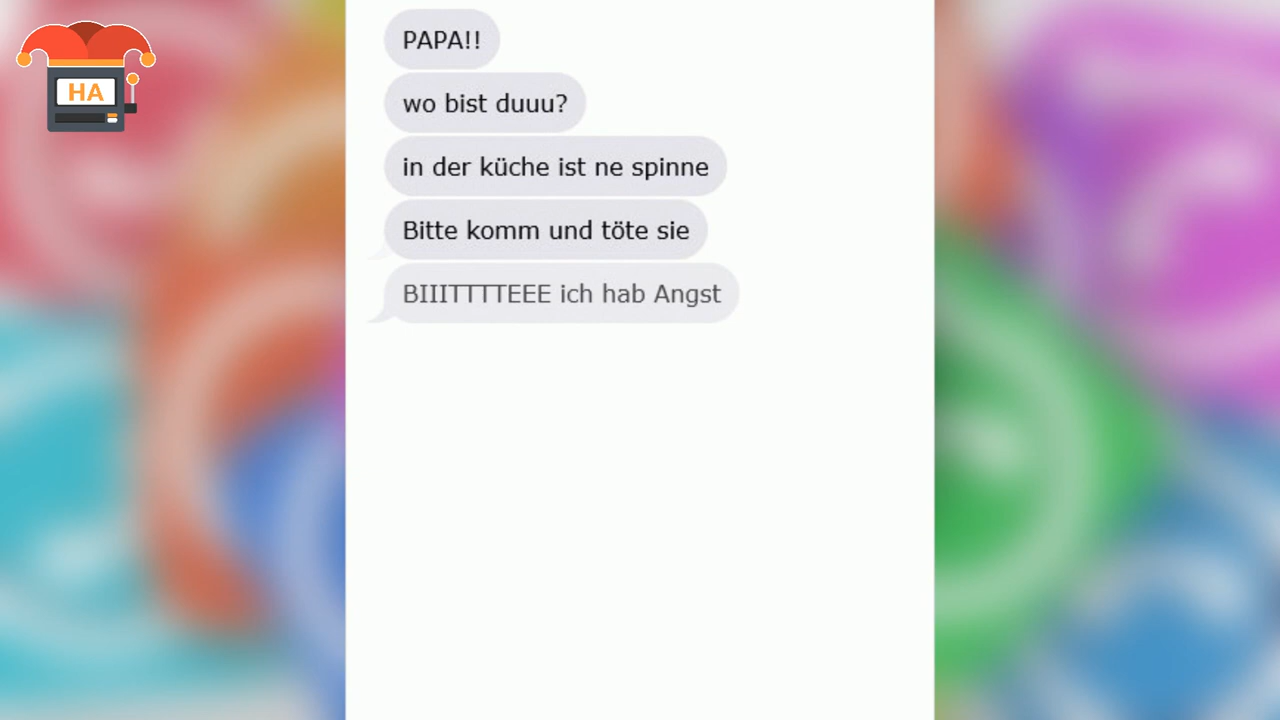 HA
PAPA!!
wo bist duuu?
in der küche ist ne spinne
Bitte komm und töte sie
BIIITTTTEEE ich hab Angst